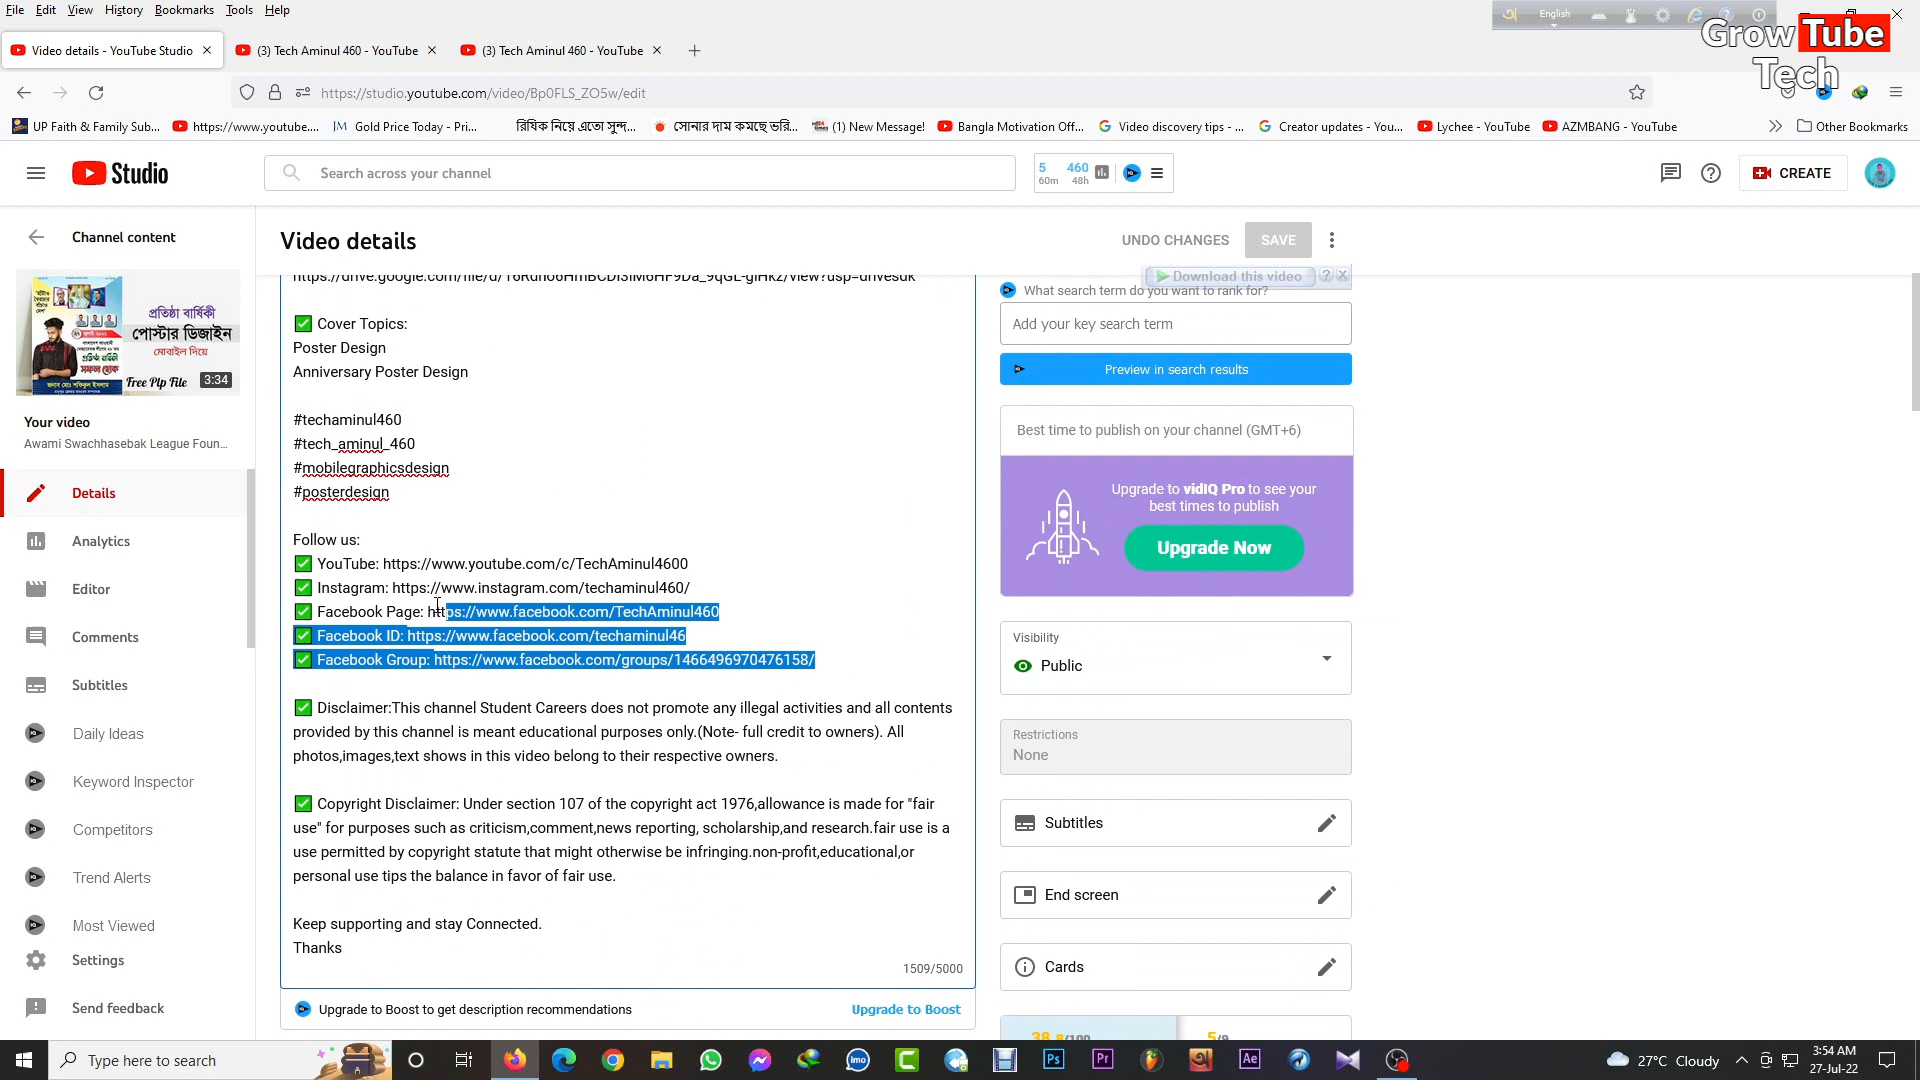 File Edit View History Bookmarks Tools Help
English
Grow Tube
Tech
Video details - YouTube Studio
(3) Tech Aminul 460 - YouTube
(3) Tech Aminul 460 - YouTube
https://studio.youtube.com/video/Bp0FLS_ZO5w/edit
UP Faith & Family Sub...
https://www.youtube....
Gold Price Today - Pri...
রিযিক নিয়ে এতো সুন্দ...
সোনার দাম কমছে ভরি...
(1) New Message!
Bangla Motivation Off...
Video discovery tips - ...
Creator updates - You...
Lychee - YouTube
AZMBANG - YouTube
Other Bookmarks
Studio
Search across your channel
5 460
60m 48h
CREATE
Channel content
Video details
UNDO CHANGES
SAVE
Download this video
প্রতিষ্ঠা বার্ষিকী
পোস্টার ডিজাইন
মোবাইল দিয়ে
সফল হোক
Free Plp File
3:34
Your video
Awami Swachhasebak League Foun...
Details
Analytics
Editor
Comments
Subtitles
Daily Ideas
Keyword Inspector
Competitors
Trend Alerts
Most Viewed
Settings
Send feedback
✅ Cover Topics:
Poster Design
Anniversary Poster Design
#techaminul460
#tech_aminul_460
#mobilegraphicsdesign
#posterdesign
Follow us:
✅ YouTube: https://www.youtube.com/c/TechAminul4600
✅ Instagram: https://www.instagram.com/techaminul460/
✅ Facebook Page: https://www.facebook.com/TechAminul460
✅ Facebook ID: https://www.facebook.com/techaminul46
✅ Facebook Group: https://www.facebook.com/groups/1466496970476158/
✅ Disclaimer:This channel Student Careers does not promote any illegal activities and all contents
provided by this channel is meant educational purposes only.(Note- full credit to owners). All
photos,images,text shows in this video belong to their respective owners.
✅ Copyright Disclaimer: Under section 107 of the copyright act 1976,allowance is made for "fair
use" for purposes such as criticism,comment,news reporting, scholarship,and research.fair use is a
use permitted by copyright statute that might otherwise be infringing.non-profit,educational,or
personal use tips the balance in favor of fair use.
Keep supporting and stay Connected.
Thanks
1509/5000
Upgrade to Boost to get description recommendations
Upgrade to Boost
What search term do you want to rank for?
Add your key search term
Preview in search results
Best time to publish on your channel (GMT+6)
Upgrade to vidIQ Pro to see your
best times to publish
Upgrade Now
Visibility
Public
Restrictions
None
Subtitles
End screen
Cards
Type here to search
27°C Cloudy
3:54 AM
27-Jul-22